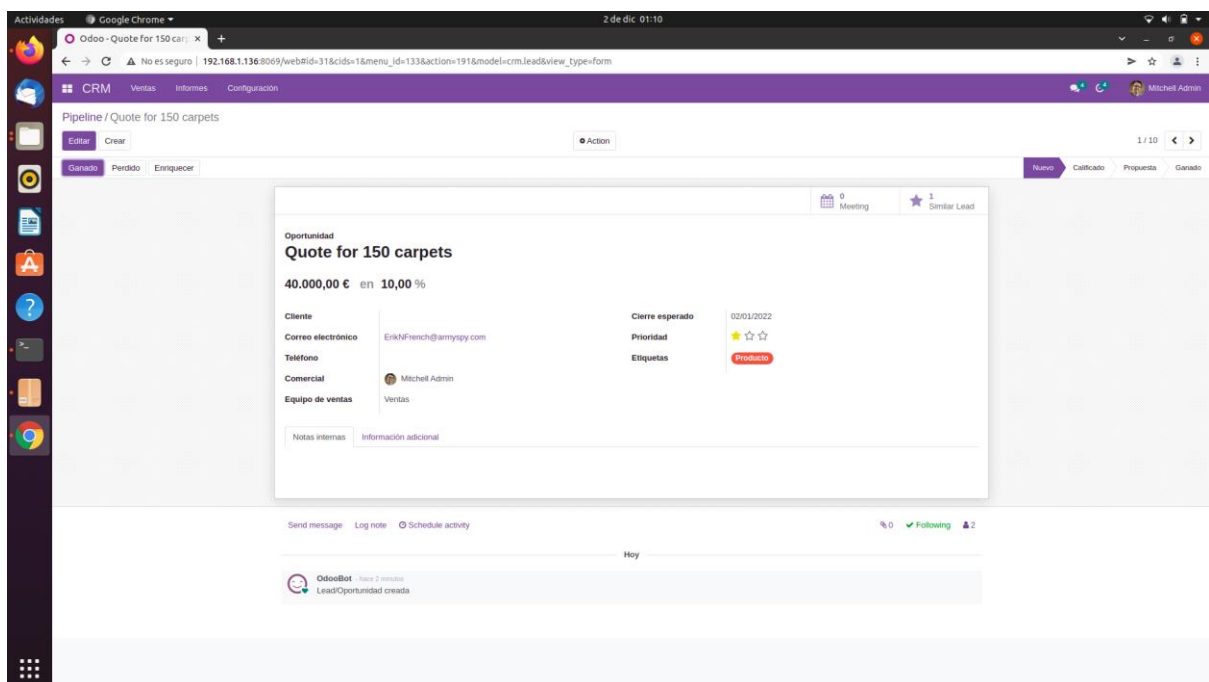 Actividades Google Chrome 2 de dic 01:10
Odoo - Quote for 150 car
No es seguro 192.168.1.136:8069/web#id=31&cids=1&menu_id=133&action=191&model=crm.lead&view_type=form
CRM Ventas Informes Configuración Mitchell Admin
Pipeline / Quote for 150 carpets
Editar Crear Action 1 / 10
Ganado Perdido Enriquecer Nuevo Calificado Propuesta Ganado
0 Meeting 1 Similar Lead
Oportunidad
Quote for 150 carpets
40.000,00 € en 10,00 %
Cliente Cierre esperado 02/01/2022
Correo electrónico ErikNFrench@armyspy.com Prioridad
Teléfono Etiquetas Producto
Comercial Mitchell Admin
Equipo de ventas Ventas
Notas internas Información adicional
Send message Log note Schedule activity 0 Following 2
Hoy
OdooBot - hace 2 minutos
Lead/Oportunidad creada